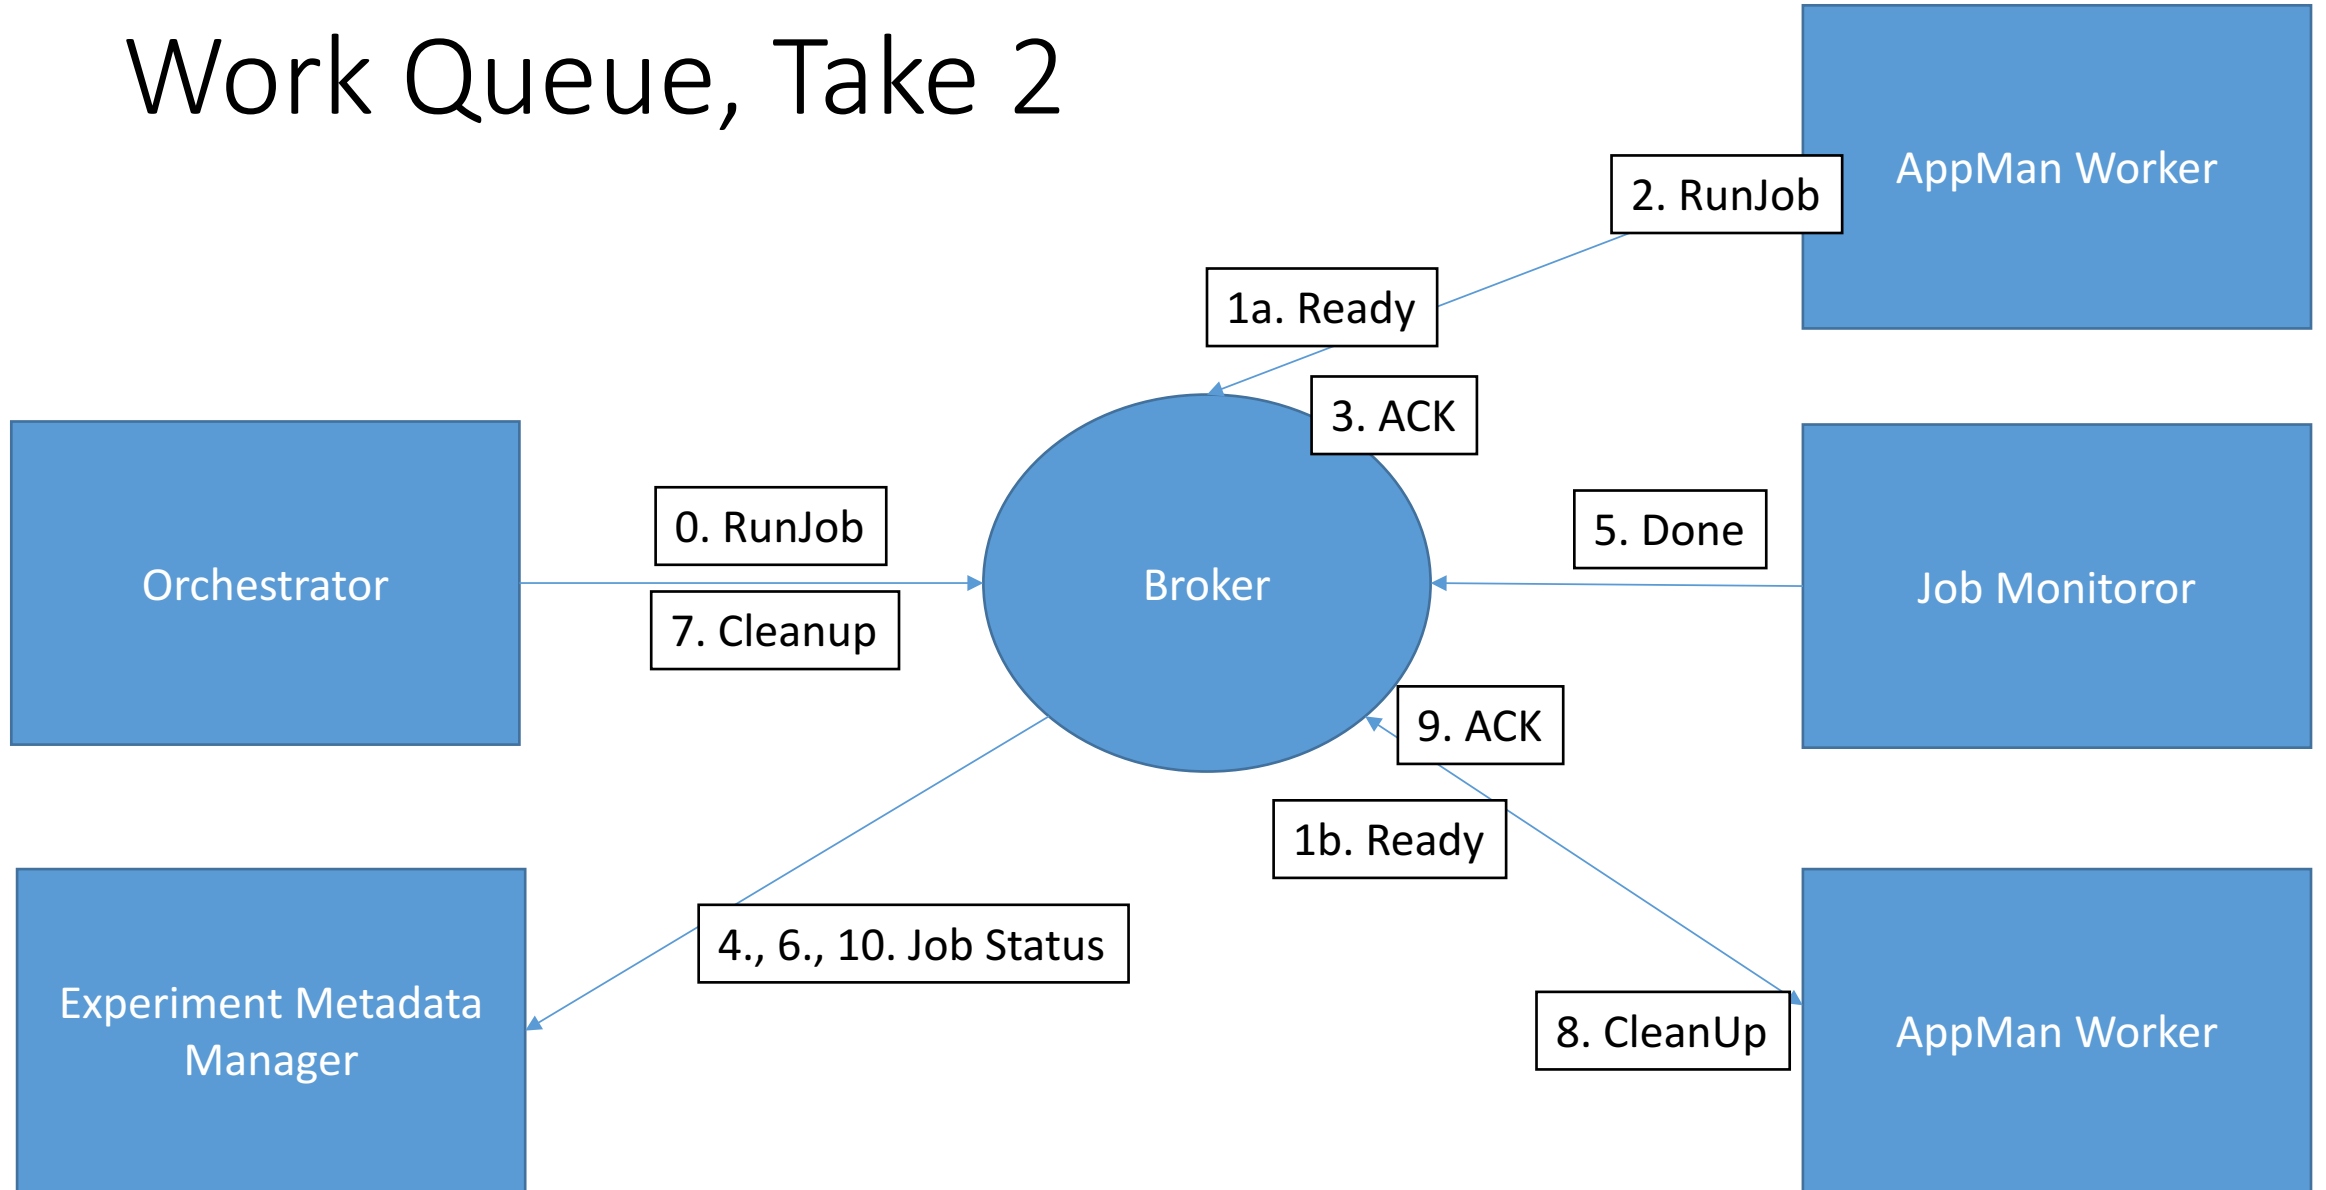 Work Queue, Take 2
AppMan Worker
2. RunJob
1a. Ready
3. ACK
Orchestrator
0. RunJob
7. Cleanup
Broker
5. Done
Job Monitoror
9. ACK
1b. Ready
4., 6., 10. Job Status
8. CleanUp
Experiment Metadata
Manager
AppMan Worker